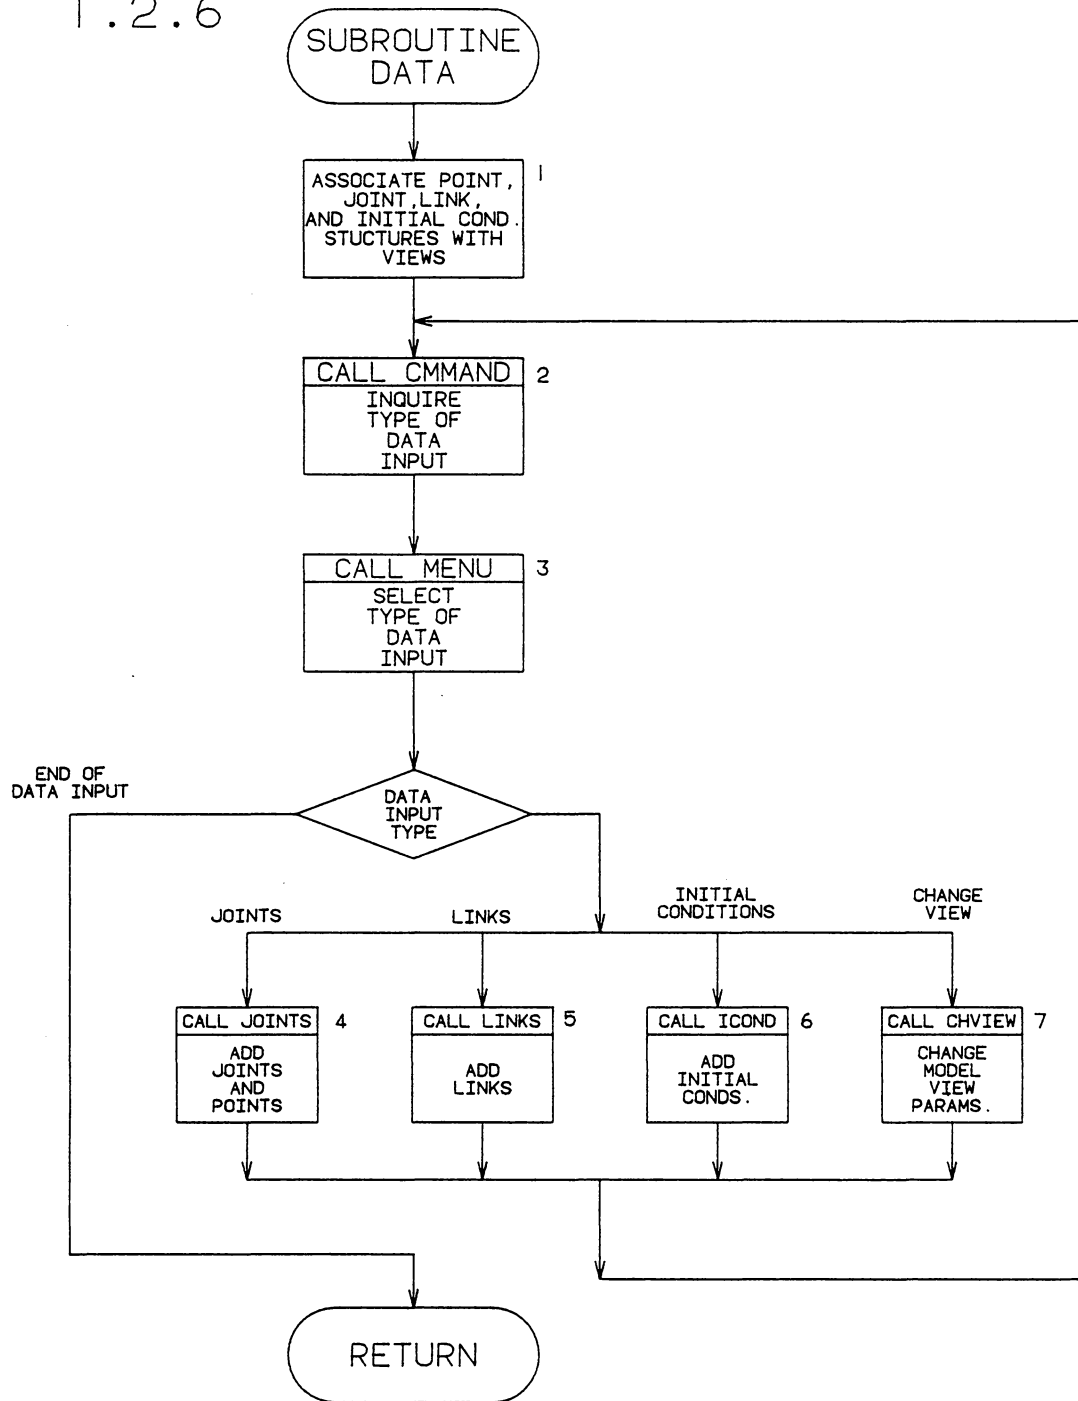 1.2.6
SUBROUTINE
DATA
ASSOCIATE POINT,
JOINT,LINK,
AND INITIAL COND.
STUCTURES WITH
VIEWS
1
CALL CMMAND
2
INQUIRE
TYPE OF
DATA
INPUT
CALL MENU
3
SELECT
TYPE OF
DATA
INPUT
END OF
DATA INPUT
DATA
INPUT
TYPE
JOINTS
LINKS
INITIAL
CONDITIONS
CHANGE
VIEW
CALL JOINTS
4
ADD
JOINTS
AND
POINTS
CALL LINKS
5
ADD
LINKS
CALL ICOND
6
ADD
INITIAL
CONDS.
CALL CHVIEW
7
CHANGE
MODEL
VIEW
PARAMS.
RETURN